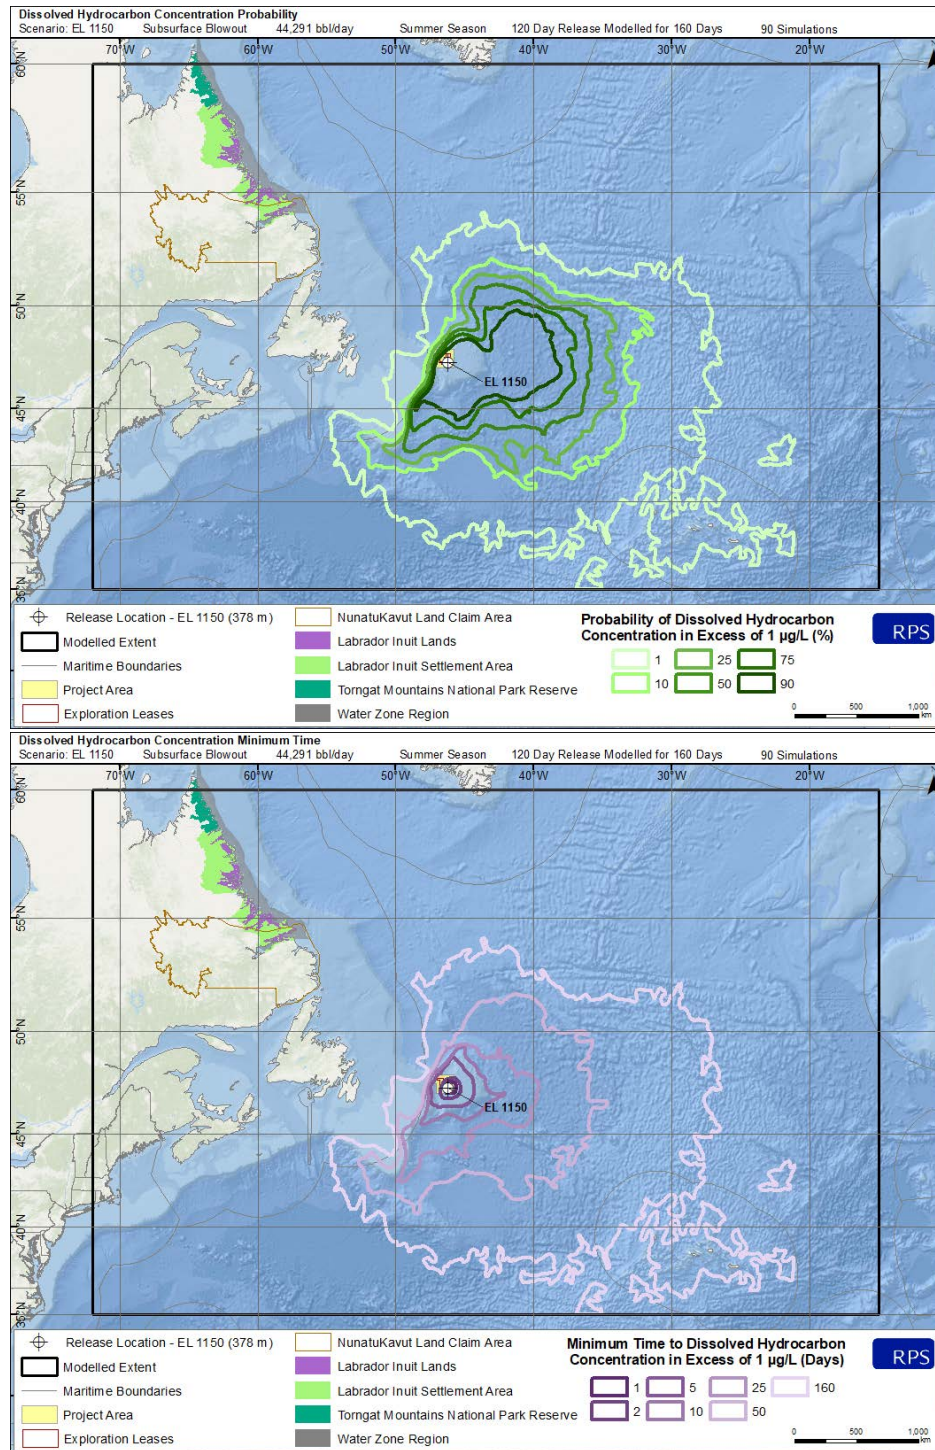 Dissolved Hydrocarbon Concentration Probability
Scenario: EL 1150 Subsurface Blowout 44,291 bbl/day Summer Season 120 Day Release Modelled for 160 Days 90 Simulations
70°W 60°W 50°W 40°W 30°W 20°W
60°N
55°N
50°N
EL 1150
45°N
40°N
35°N
Release Location - EL 1150 (378 m)
Modelled Extent
Maritime Boundaries
Project Area
Exploration Leases
NunatuKavut Land Claim Area
Labrador Inuit Lands
Labrador Inuit Settlement Area
Torngat Mountains National Park Reserve
Water Zone Region
Probability of Dissolved Hydrocarbon
Concentration in Excess of 1 µg/L (%)
1 25 75
10 50 90
RPS
0 500 1,000
km
Dissolved Hydrocarbon Concentration Minimum Time
Scenario: EL 1150 Subsurface Blowout 44,291 bbl/day Summer Season 120 Day Release Modelled for 160 Days 90 Simulations
70°W 60°W 50°W 40°W 30°W 20°W
60°N
55°N
50°N
EL 1150
45°N
40°N
35°N
Release Location - EL 1150 (378 m)
Modelled Extent
Maritime Boundaries
Project Area
Exploration Leases
NunatuKavut Land Claim Area
Labrador Inuit Lands
Labrador Inuit Settlement Area
Torngat Mountains National Park Reserve
Water Zone Region
Minimum Time to Dissolved Hydrocarbon
Concentration in Excess of 1 µg/L (Days)
1 5 25 160
2 10 50
RPS
0 500 1,000
km